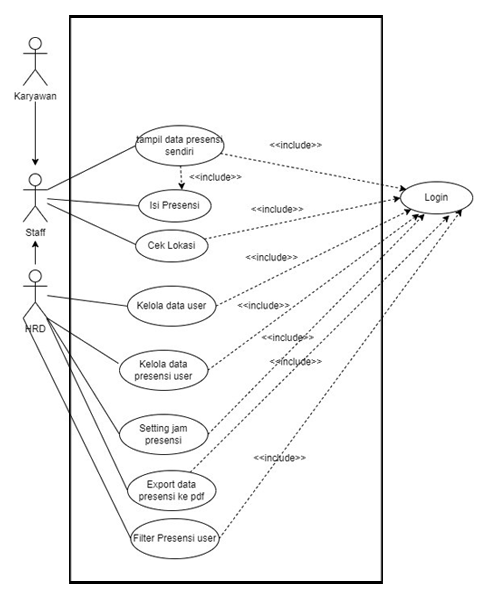 Karyawan
tampil data presensi
sendiri
<<include>>
<<include>>
Login
Isi Presensi
<<include>>
Staff
Cek Lokasi
<<include>>
Kelola data user
<<include>>
HRD
<<include>>
Kelola data
presensi user
<<include>>
Setting jam
presensi
<<include>>
Export data
presensi ke pdf
Filter Presensi user